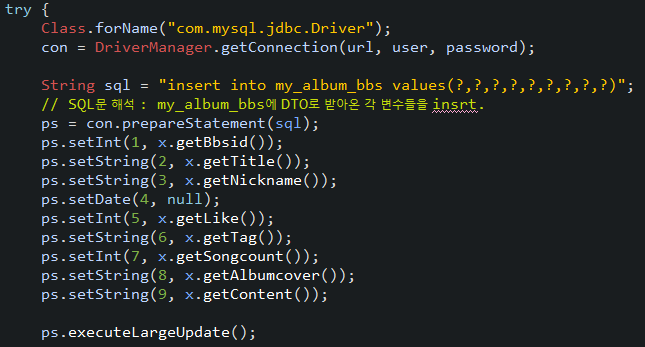 try {
Class.forName("com.mysql.jdbc.Driver");
con = DriverManager.getConnection(url, user, password);
String sql = "insert into my_album_bbs values(?,?,?,?,?,?,?,?,?)";
// SQL문 해석 : my_album_bbs에 DTO로 받아온 각 변수들을 insrt.
ps = con.prepareStatement(sql);
ps.setInt(1, x.getBbsid());
ps.setString(2, x.getTitle());
ps.setString(3, x.getNickname());
ps.setDate(4, null);
ps.setInt(5, x.getLike());
ps.setString(6, x.getTag());
ps.setInt(7, x.getSongcount());
ps.setString(8, x.getAlbumcover());
ps.setString(9, x.getContent());
ps.executeLargeUpdate();